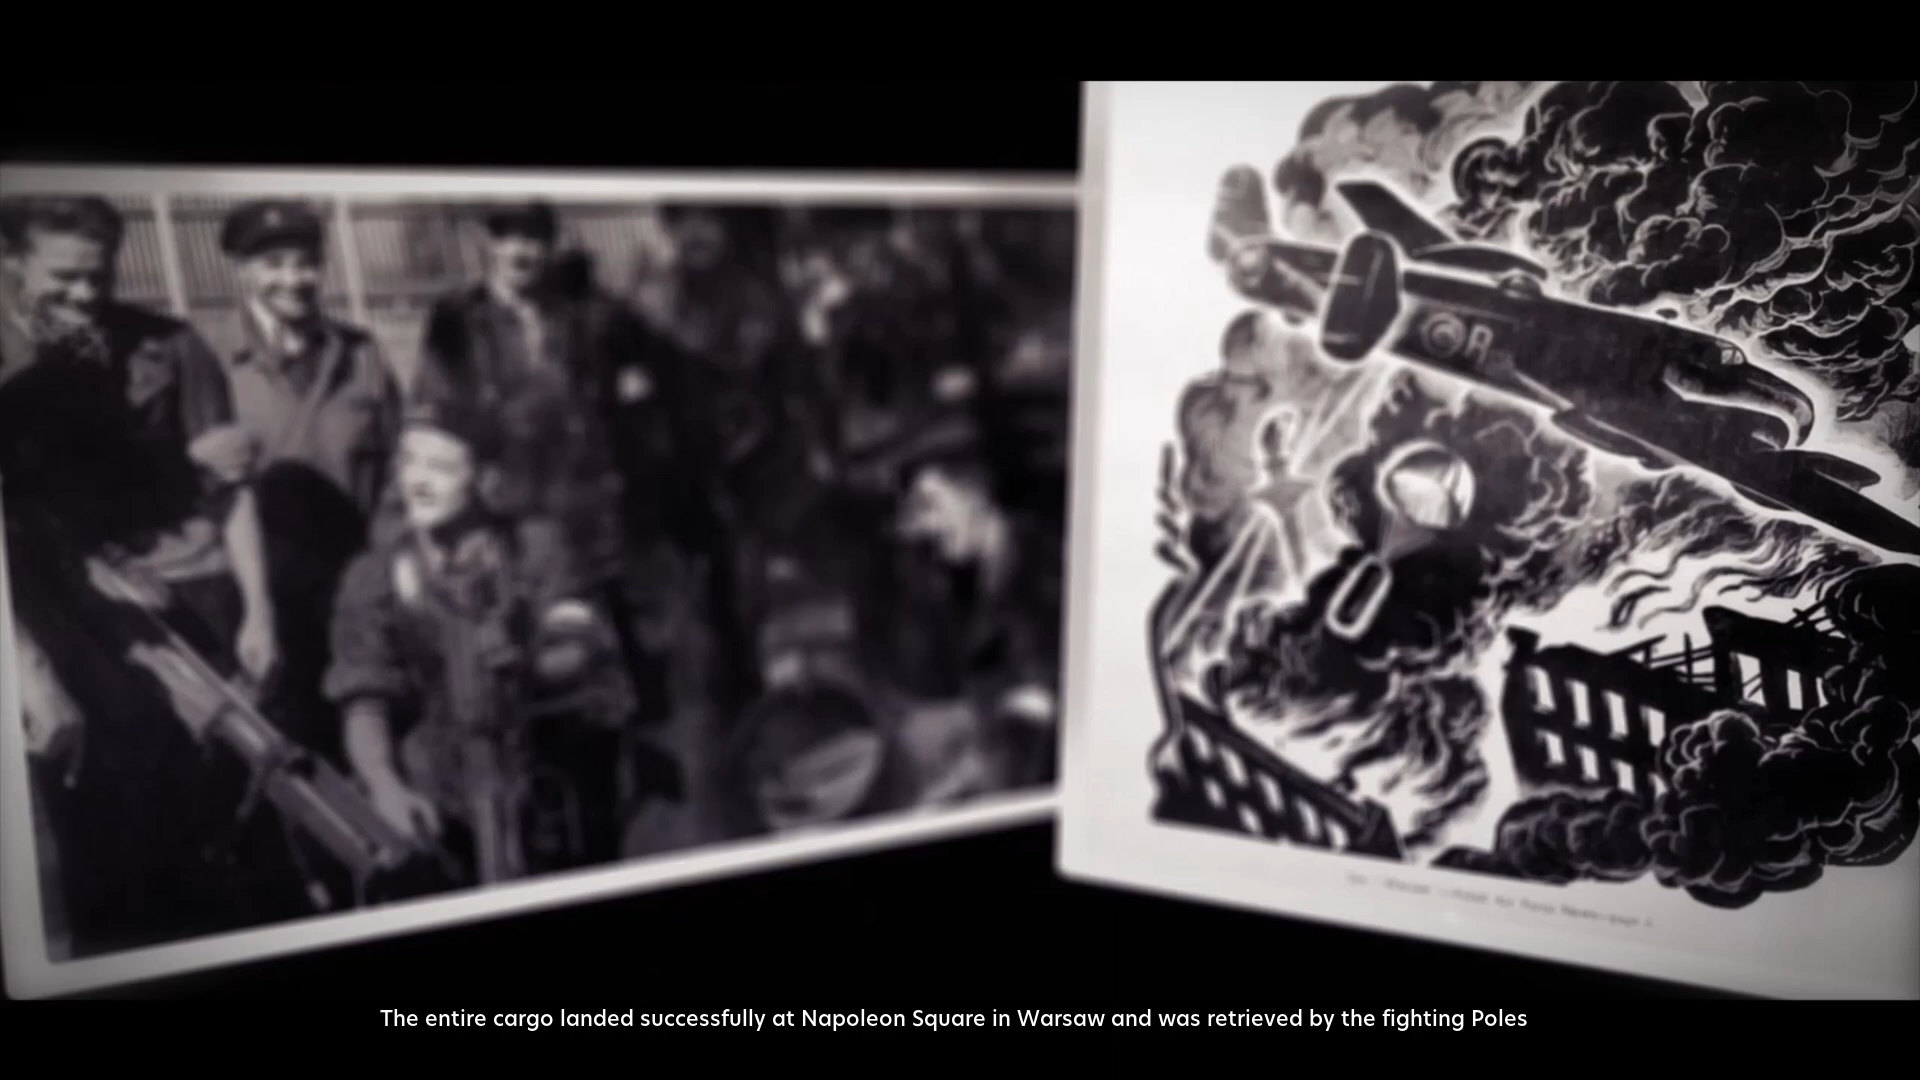 R
The entire cargo landed successfully at Napoleon Square in Warsaw and was retrieved by the fighting Poles